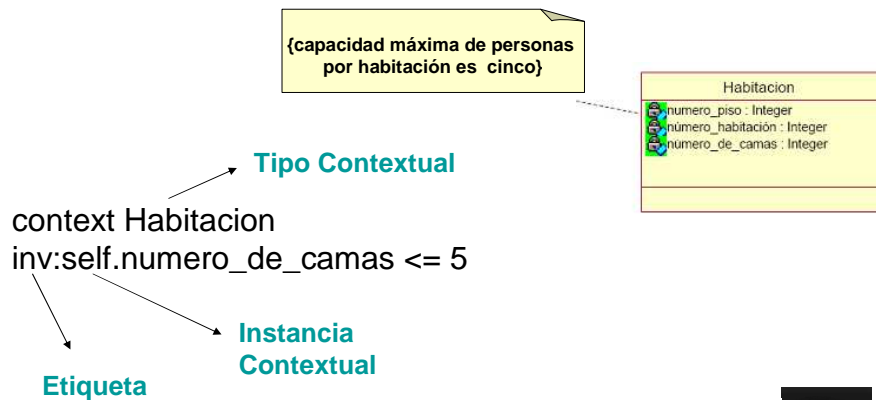 {capacidad máxima de personas
por habitación es cinco}
Habitacion
numero_piso : Integer
número_habitación : Integer
número_de_camas : Integer
Tipo Contextual
context Habitacion
inv:self.numero_de_camas <= 5
Instancia
Contextual
Etiqueta